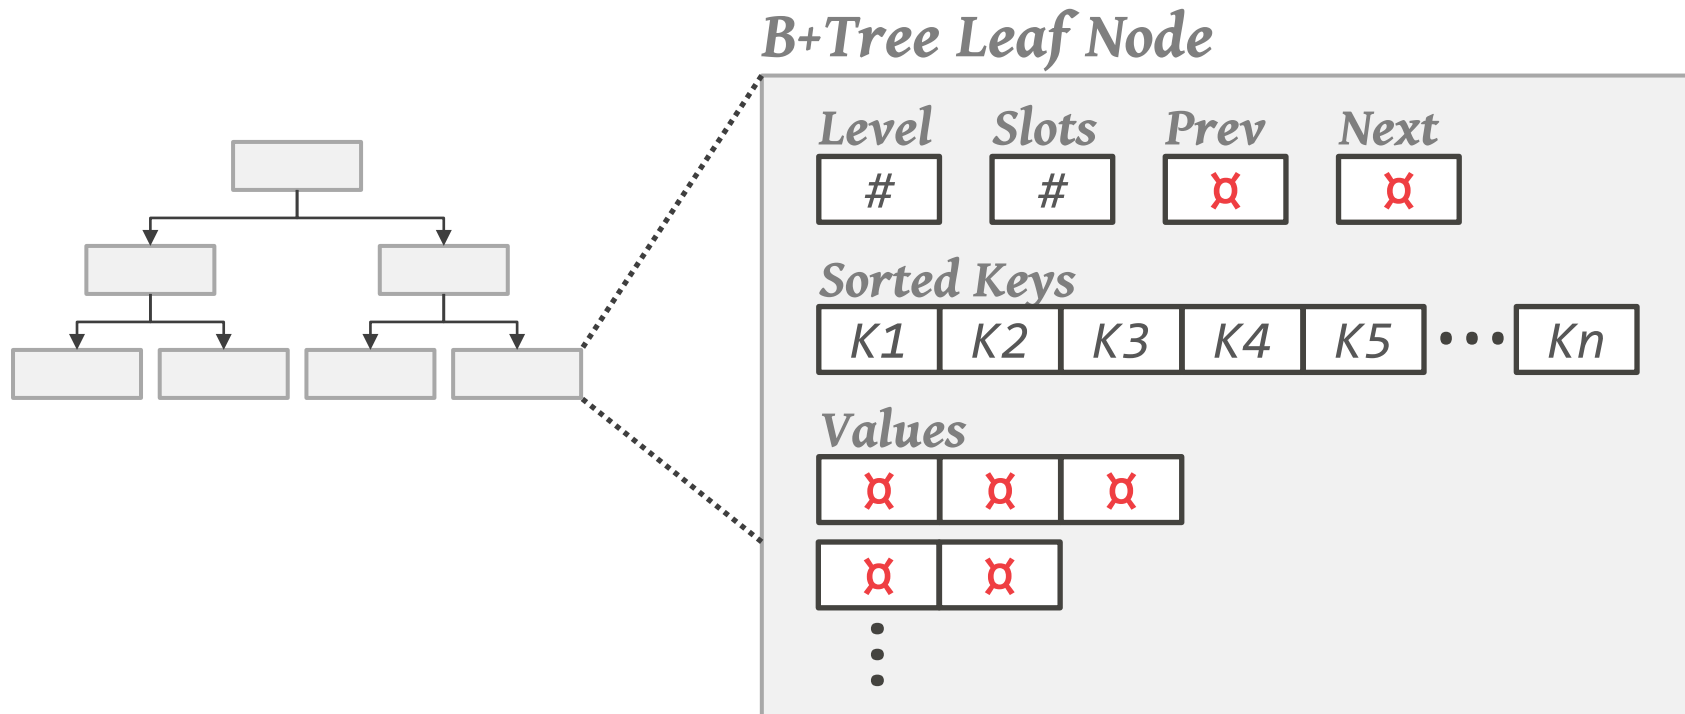 B+Tree Leaf Node
Level Slots Prev Next
# # ¤ ¤
Sorted Keys
K1 K2 K3 K4 K5 ••• Kn
Values
¤ ¤ ¤
¤ ¤